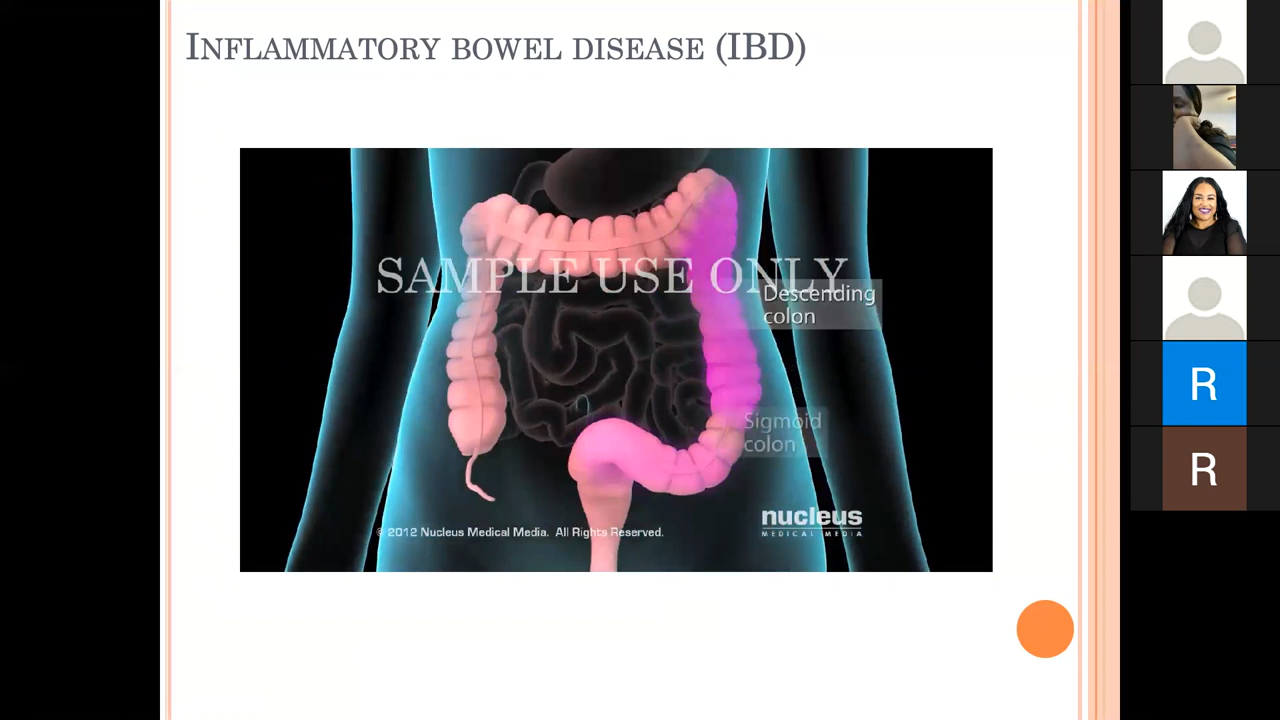 INFLAMMATORY BOWEL DISEASE (IBD)
SAMPLE USE ONLY
Descending
colon
Sigmoid
colon
© 2012 Nucleus Medical Media. All Rights Reserved.
nucleus
MEDICAL MEDIA
R
R